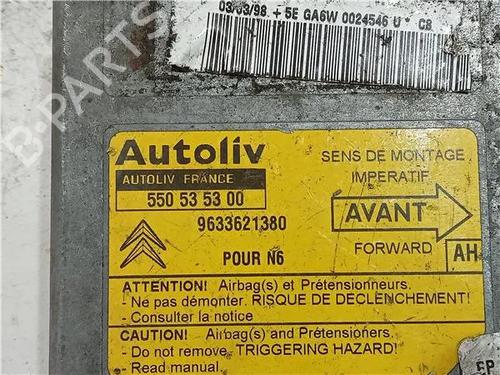 03/03/98 + 5E GA6W 0024546 U * C8
B-PARTS
Autoliv
AUTOLIV FRANCE
550 53 53 00
9633621380
POUR N6
SENS DE MONTAGE
IMPERATIF
AVANT
FORWARD
AH
ATTENTION! Airbag(s) et Prétensionneurs.
- Ne pas démonter. RISQUE DE DECLENCHEMENT!
- Consulter la notice
CAUTION! Airbag(s) and Pretensioners.
- Do not remove. TRIGGERING HAZARD!
- Read manual.